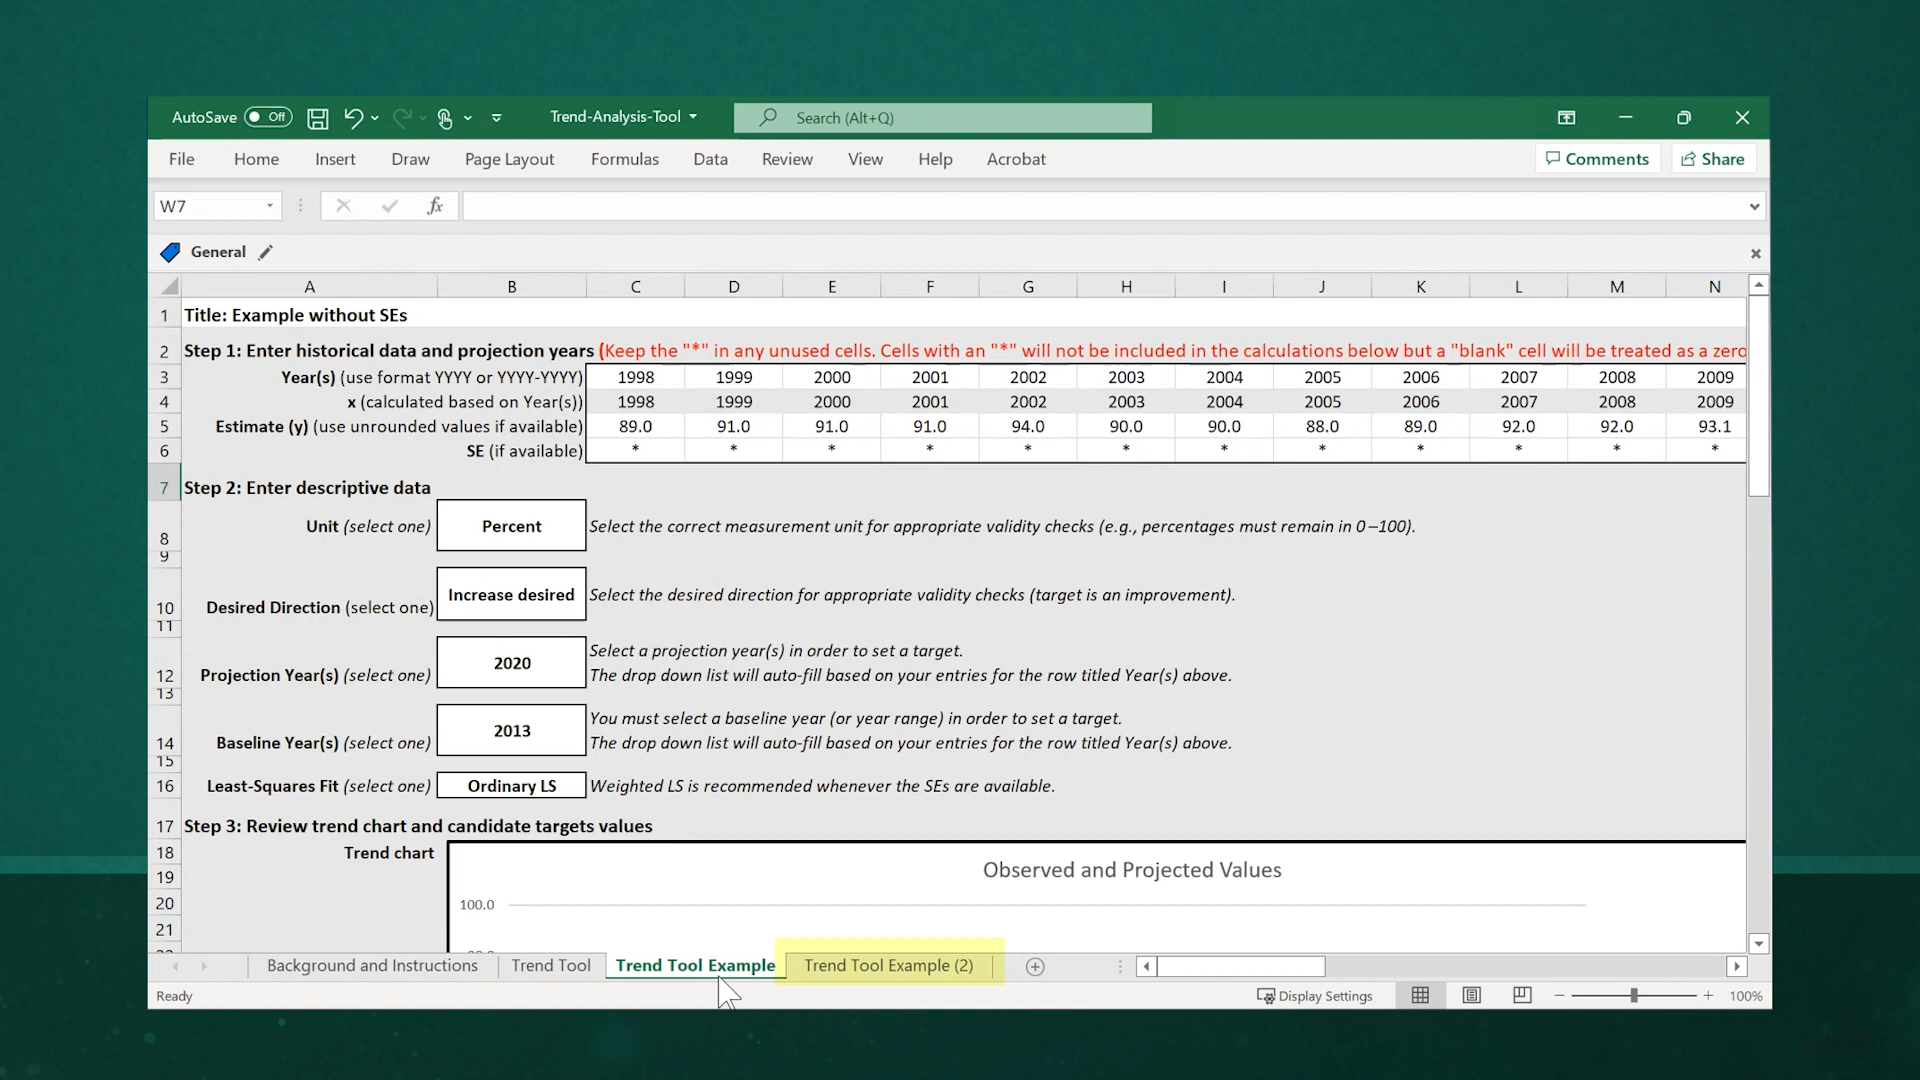 AutoSave Off Trend-Analysis-Tool Search (Alt+Q)
File Home Insert Draw Page Layout Formulas Data Review View Help Acrobat Comments Share
W7 fx
General
A B C D E F G H I J K L M N
1 Title: Example without SEs
2 Step 1: Enter historical data and projection years (Keep the "*" in any unused cells. Cells with an "*" will not be included in the calculations below but a "blank" cell will be treated as a zero
3 Year(s) (use format YYYY or YYYY-YYYY) 1998 1999 2000 2001 2002 2003 2004 2005 2006 2007 2008 2009
4 x (calculated based on Year(s)) 1998 1999 2000 2001 2002 2003 2004 2005 2006 2007 2008 2009
5 Estimate (y) (use unrounded values if available) 89.0 91.0 91.0 91.0 94.0 90.0 90.0 88.0 89.0 92.0 92.0 93.1
6 SE (if available) * * * * * * * * * * * *
7 Step 2: Enter descriptive data
8 Unit (select one) Percent Select the correct measurement unit for appropriate validity checks (e.g., percentages must remain in 0–100).
9
10 Desired Direction (select one) Increase desired Select the desired direction for appropriate validity checks (target is an improvement).
11
Select a projection year(s) in order to set a target.
12 Projection Year(s) (select one) 2020 The drop down list will auto-fill based on your entries for the row titled Year(s) above.
13
You must select a baseline year (or year range) in order to set a target.
14 Baseline Year(s) (select one) 2013 The drop down list will auto-fill based on your entries for the row titled Year(s) above.
15
16 Least-Squares Fit (select one) Ordinary LS Weighted LS is recommended whenever the SEs are available.
17 Step 3: Review trend chart and candidate targets values
18 Trend chart
19 Observed and Projected Values
20 100.0
21
Background and Instructions Trend Tool Trend Tool Example Trend Tool Example (2)
Ready Display Settings 100%